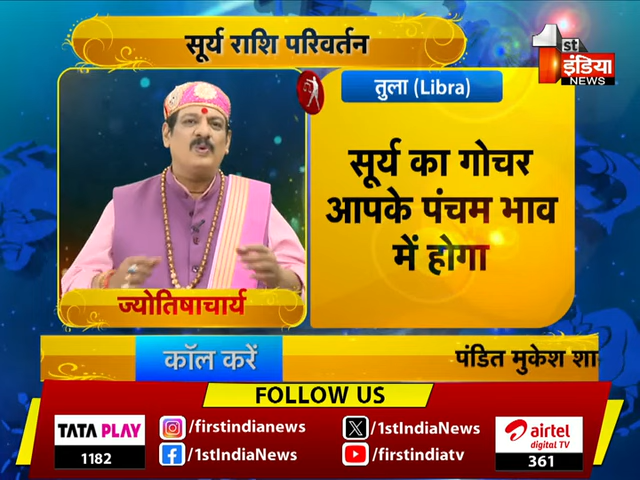 सूर्य राशि परिवर्तन
1st
इंडिया
NEWS
तुला (Libra)
सूर्य का गोचर
आपके पंचम भाव
में होगा
ज्योतिषाचार्य
कॉल करें
पंडित मुकेश शा
FOLLOW US
TATA PLAY
1182
/firstindianews
/1stIndiaNews
/1stIndiaNews
/firstindiatv
airtel
digital TV
361